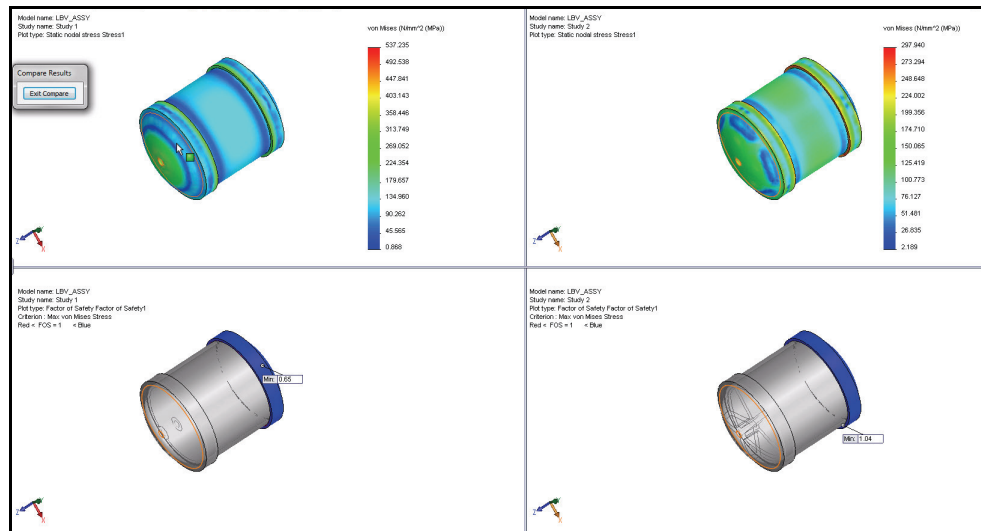 Model name: LBV_ASSY
Study name: Study 1
Plot type: Static nodal stress Stress1
von Mises (N/mm^2 (MPa))
537.235
492.538
447.841
403.143
358.446
313.749
269.052
224.354
179.657
134.960
90.262
45.565
0.868
Compare Results
Exit Compare
Z
X
Model name: LBV_ASSY
Study name: Study 2
Plot type: Static nodal stress Stress1
von Mises (N/mm^2 (MPa))
297.940
273.294
248.648
224.002
199.356
174.710
150.065
125.419
100.773
76.127
51.481
26.835
2.189
Z
X
Model name: LBV_ASSY
Study name: Study 1
Plot type: Factor of Safety Factor of Safety1
Criterion : Max von Mises Stress
Red < FOS = 1 < Blue
Min: 0.65
Z
X
Model name: LBV_ASSY
Study name: Study 2
Plot type: Factor of Safety Factor of Safety1
Criterion : Max von Mises Stress
Red < FOS = 1 < Blue
Min: 1.04
Z
X